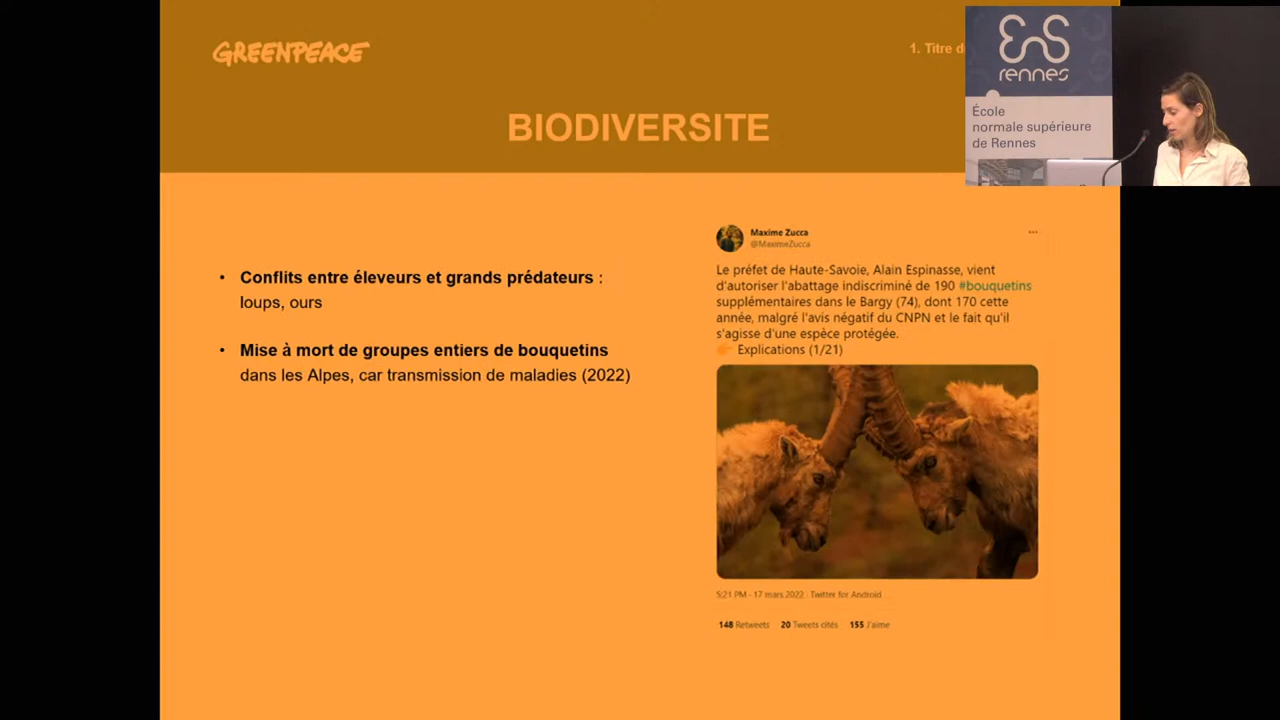 GREENPEACE
1. Titre
BIODIVERSITE
• Conflits entre éleveurs et grands prédateurs :
loups, ours
• Mise à mort de groupes entiers de bouquetins
dans les Alpes, car transmission de maladies (2022)
Maxime Zucca
@MaximeZucca
Le préfet de Haute-Savoie, Alain Espinasse, vient
d'autoriser l'abattage indiscriminé de 190 #bouquetins
supplémentaires dans le Bargy (74), dont 170 cette
année, malgré l'avis négatif du CNPN et le fait qu'il
s'agisse d'une espèce protégée.
👉 Explications (1/21)
5:21 PM - 17 mars 2022 · Twitter for Android
148 Retweets 20 Tweets cités 155 J'aime
ENS
rennes
École
normale supérieure
de Rennes